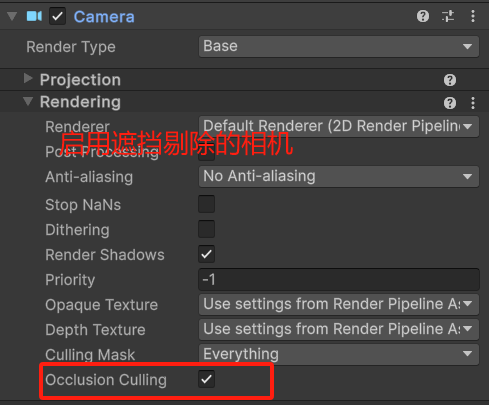 Camera
Render Type Base
Projection
Rendering
Renderer Default Renderer (2D Render Pipelin
启用遮挡剔除的相机
Post Processing
Anti-aliasing No Anti-aliasing
Stop NaNs
Dithering
Render Shadows
Priority -1
Opaque Texture Use settings from Render Pipeline As
Depth Texture Use settings from Render Pipeline As
Culling Mask Everything
Occlusion Culling